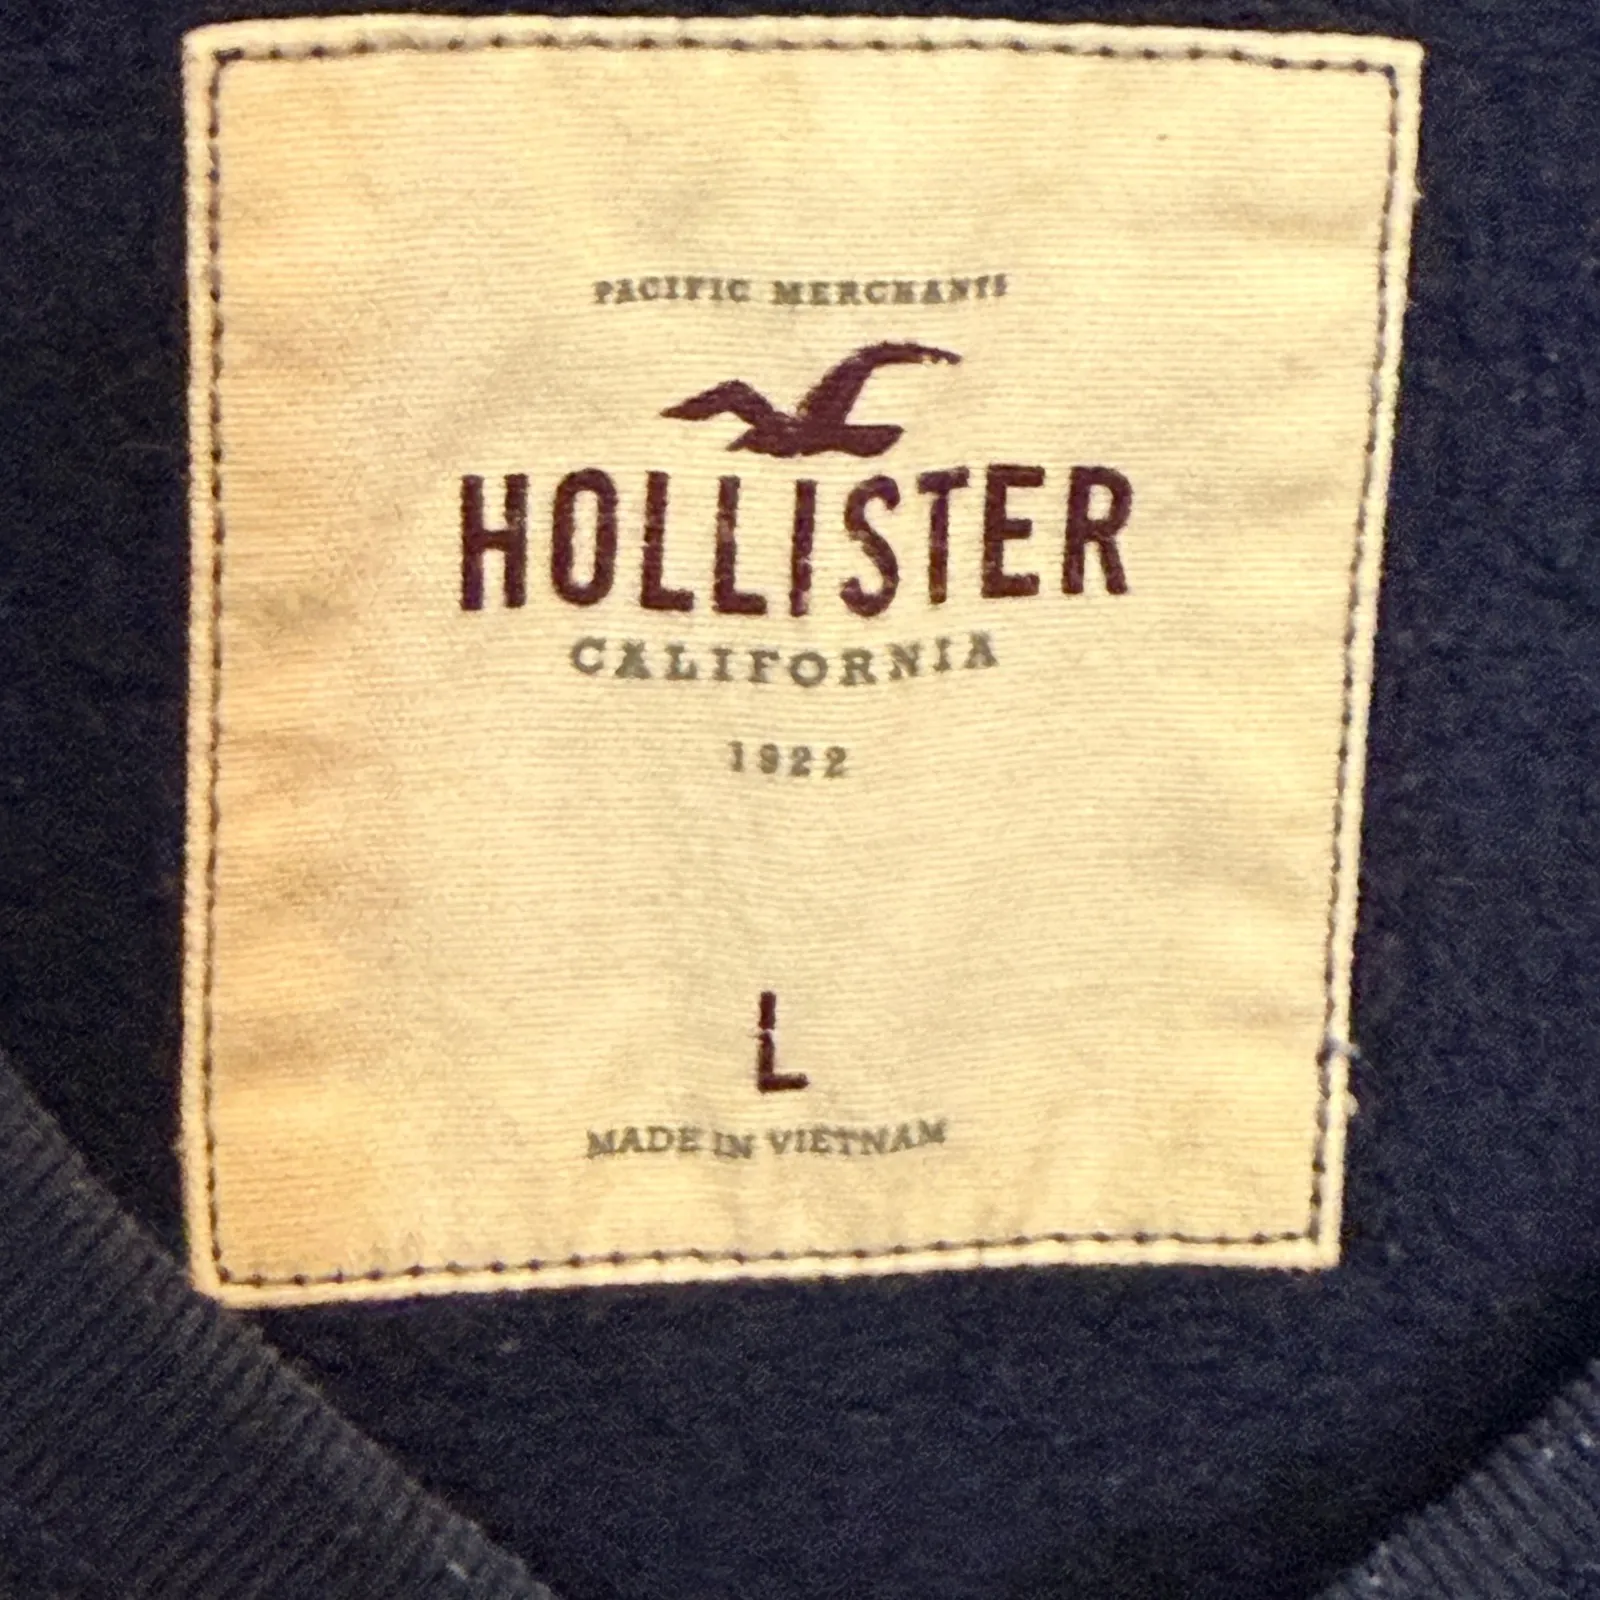 PACIFIC MERCHANTS
HOLLISTER
CALIFORNIA
1922
L
MADE IN VIETNAM